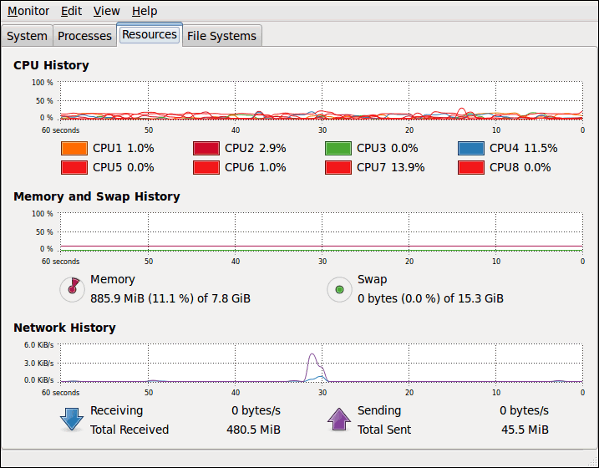 Monitor Edit View Help
System Processes Resources File Systems
CPU History
100 %
50 %
0 %
60 seconds 50 40 30 20 10 0
CPU1 1.0% CPU2 2.9% CPU3 0.0% CPU4 11.5%
CPU5 0.0% CPU6 1.0% CPU7 13.9% CPU8 0.0%
Memory and Swap History
100 %
50 %
0 %
60 seconds 50 40 30 20 10 0
Memory Swap
885.9 MiB (11.1 %) of 7.8 GiB 0 bytes (0.0 %) of 15.3 GiB
Network History
6.0 KiB/s
3.0 KiB/s
0.0 KiB/s
60 seconds 50 40 30 20 10 0
Receiving 0 bytes/s Sending 0 bytes/s
Total Received 480.5 MiB Total Sent 45.5 MiB